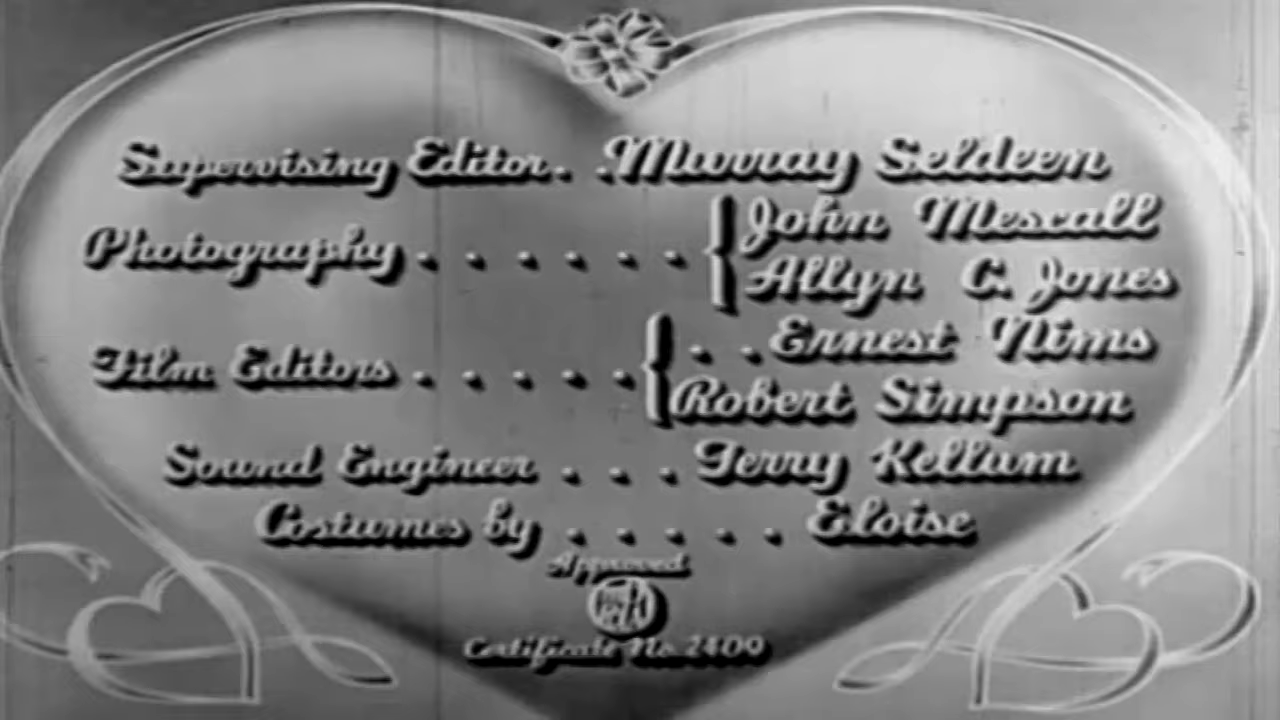 Supervising Editor. . Murray Seldeen
Photography . . . . . . { John Mescall
Allyn C. Jones
Film Editors . . . . . { . . Ernest Nims
Robert Simpson
Sound Engineer . . . Terry Kellum
Costumes by . . . . . Eloise
Approved
Certificate No. 2409